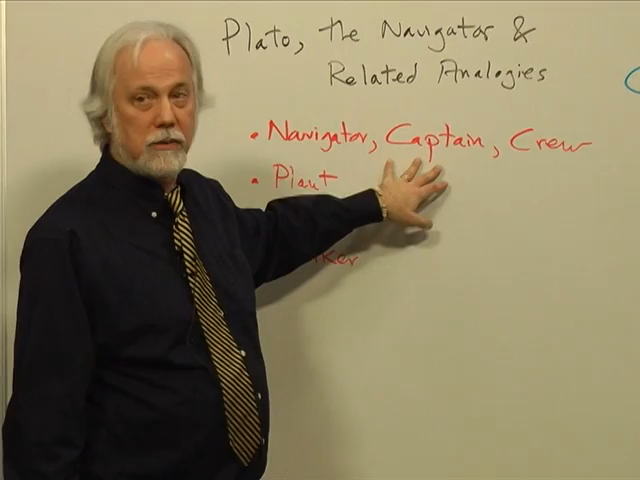 Plato, the Navigator &
Related Analogies
• Navigator, Captain, Crew
• Plant